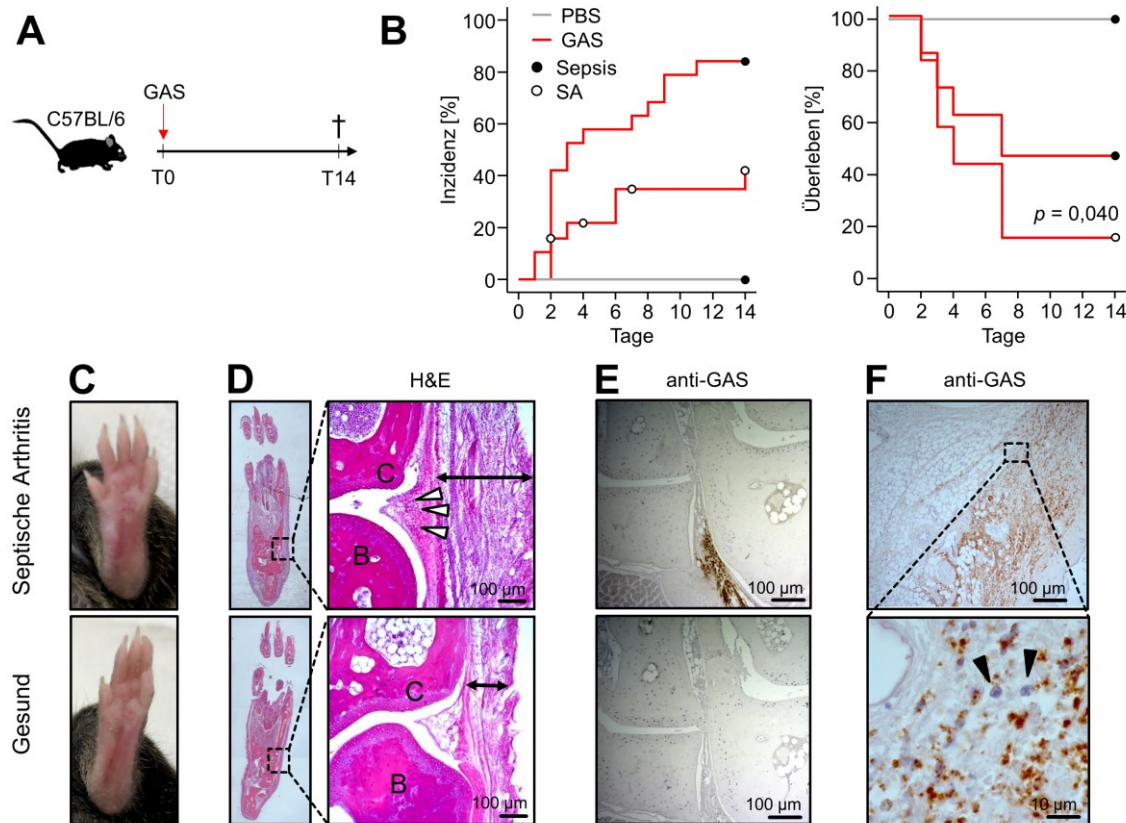 A
GAS
C57BL/6
T0
T14
B
PBS
GAS
Sepsis
SA
Inzidenz [%]
100
80
60
40
20
0
0 2 4 6 8 10 12 14
Tage
Überleben [%]
100
80
60
40
20
0
p = 0,040
0 2 4 6 8 10 12 14
Tage
C
D
H&E
E
anti-GAS
F
anti-GAS
Septische Arthritis
C
B
100 µm
100 µm
100 µm
Gesund
C
B
100 µm
100 µm
10 µm